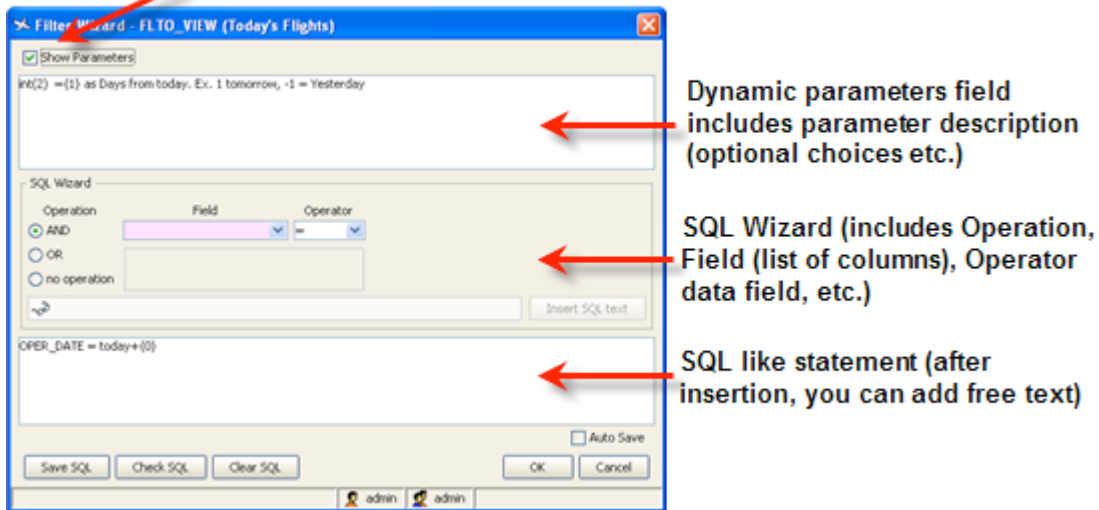 Filter Wizard - FLTO_VIEW (Today's Flights)
Show Parameters
int(2) ={1} as Days from today. Ex. 1 tomorrow, -1 = Yesterday
Dynamic parameters field
includes parameter description
(optional choices etc.)
SQL Wizard
Operation Field Operator
AND =
OR
no operation
Insert SQL text
SQL Wizard (includes Operation,
Field (list of columns), Operator
data field, etc.)
OPER_DATE = today+{0}
SQL like statement (after
insertion, you can add free text)
Auto Save
Save SQL Check SQL Clear SQL OK Cancel
admin admin